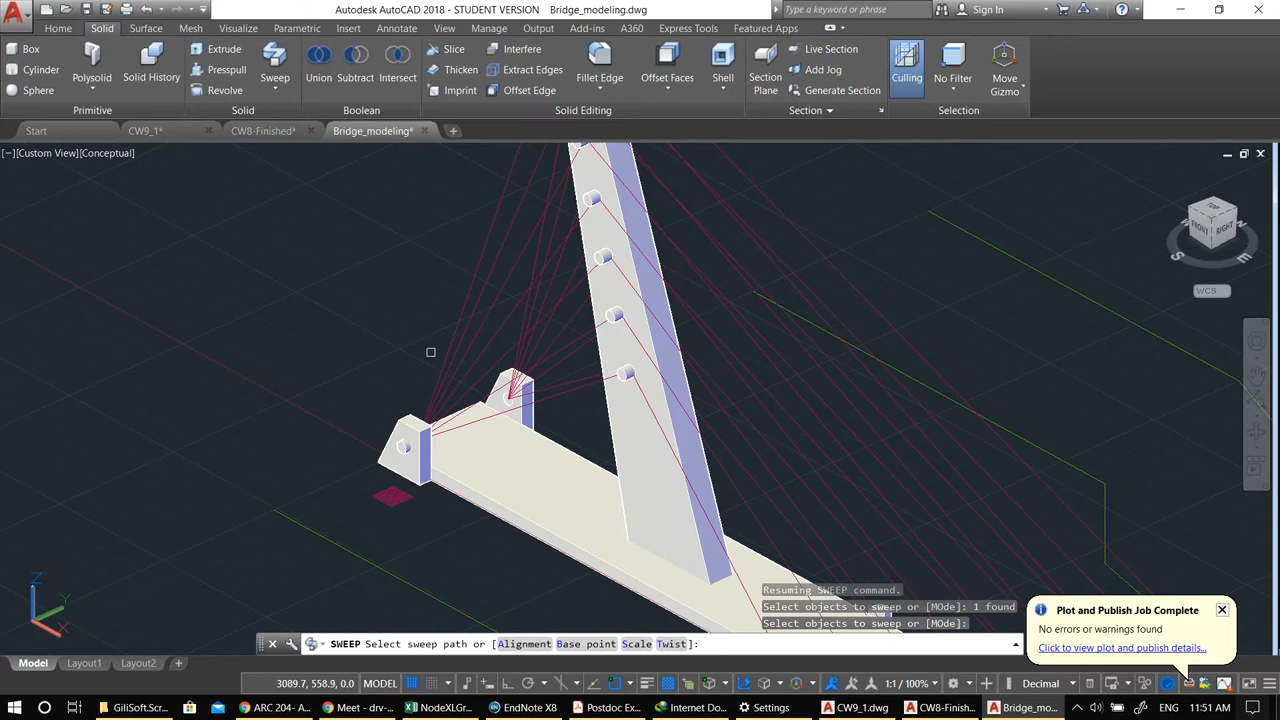 Autodesk AutoCAD 2018 - STUDENT VERSION Bridge_modeling.dwg
Type a keyword or phrase
Sign In
Home Solid Surface Mesh Visualize Parametric Insert Annotate View Manage Output Add-ins A360 Express Tools Featured Apps
Box
Cylinder
Sphere
Polysolid
Solid History
Extrude
Presspull
Revolve
Sweep
Union
Subtract
Intersect
Slice
Thicken
Imprint
Interfere
Extract Edges
Offset Edge
Fillet Edge
Offset Faces
Shell
Section
Plane
Live Section
Add Jog
Generate Section
Culling
No Filter
Move
Gizmo
Primitive Solid Boolean Solid Editing Section Selection
Start CW9_1* CW8-Finished* Bridge_modeling*
[−][Custom View][Conceptual]
TOP
FRONT
RIGHT
S
E
WCS
Z
Y
X
Resuming SWEEP command.
Select objects to sweep or [MOde]: 1 found
Select objects to sweep or [MOde]:
Plot and Publish Job Complete
No errors or warnings found
Click to view plot and publish details...
SWEEP Select sweep path or [Alignment Base point Scale Twist]:
Model Layout1 Layout2
3089.7, 558.9, 0.0 MODEL
1:1 / 100%
Decimal
GiliSoft.Scr...
ARC 204- A...
Meet - drv-...
NodeXLGr...
EndNote X8
Postdoc Ex...
Internet Do...
Settings
CW9_1.dwg
CW8-Finish...
Bridge_mo...
ENG
11:51 AM